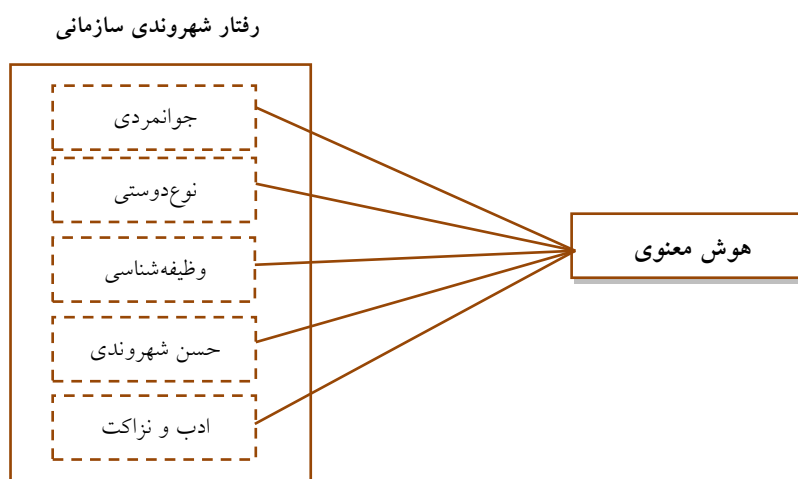 رفتار شهروندی سازمانی
جوانمردی
نوع‌دوستی
وظیفه‌شناسی
حسن شهروندی
ادب و نزاکت
هوش معنوی